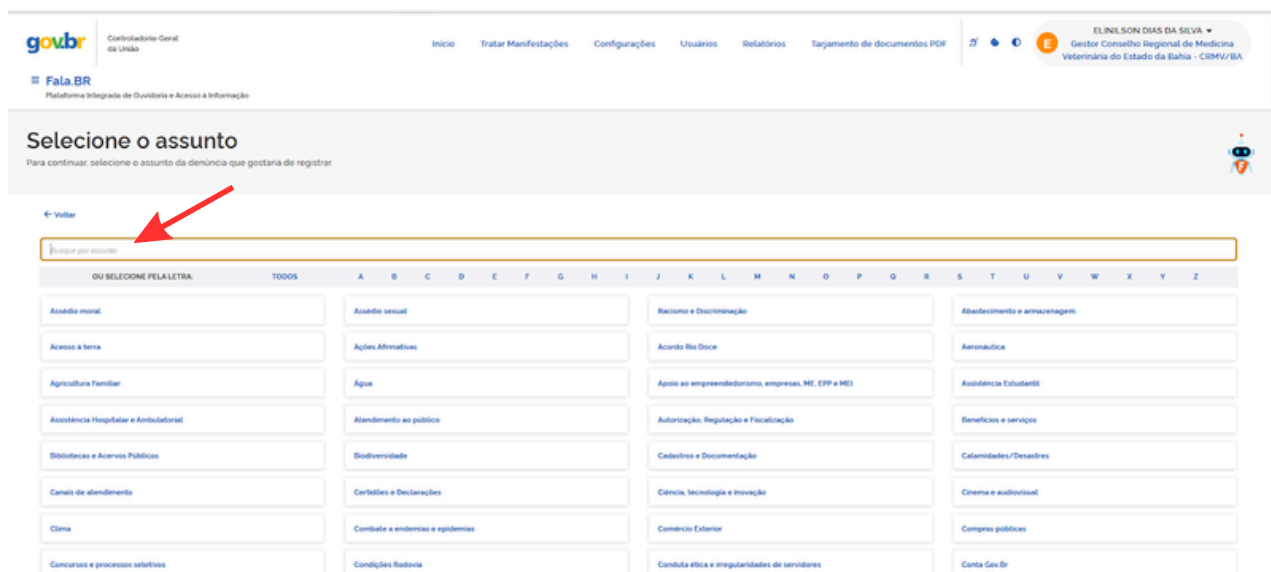 gov.br
Controladoria-Geral
da União
Início Tratar Manifestações Configurações Usuários Relatórios Tarjamento de documentos PDF
E
ELINILSON DIAS DA SILVA
Gestor Conselho Regional de Medicina
Veterinária do Estado da Bahia - CRMV/BA
Fala.BR
Plataforma Integrada de Ouvidoria e Acesso à Informação
Selecione o assunto
Para continuar, selecione o assunto da denúncia que gostaria de registrar.
F
Voltar
Busque por assunto
OU SELECIONE PELA LETRA: TODOS A B C D E F G H I J K L M N O P Q R S T U V W X Y Z
Assédio moral Assédio sexual Racismo e Discriminação Abastecimento e armazenagem
Acesso à terra Ações Afirmativas Acordo Rio Doce Aeronáutica
Agricultura Familiar Água Apoio ao empreendedorismo, empresas, ME, EPP e MEI Assistência Estudantil
Assistência Hospitalar e Ambulatorial Atendimento ao público Autorização, Regulação e Fiscalização Benefícios e serviços
Bibliotecas e Acervos Públicos Biodiversidade Cadastros e Documentação Calamidades/Desastres
Canais de atendimento Certidões e Declarações Ciência, tecnologia e inovação Cinema e audiovisual
Clima Combate a endemias e epidemias Comércio Exterior Compras públicas
Concursos e processos seletivos Condições Rodovia Conduta ética e irregularidades de servidores Conta Gov.Br